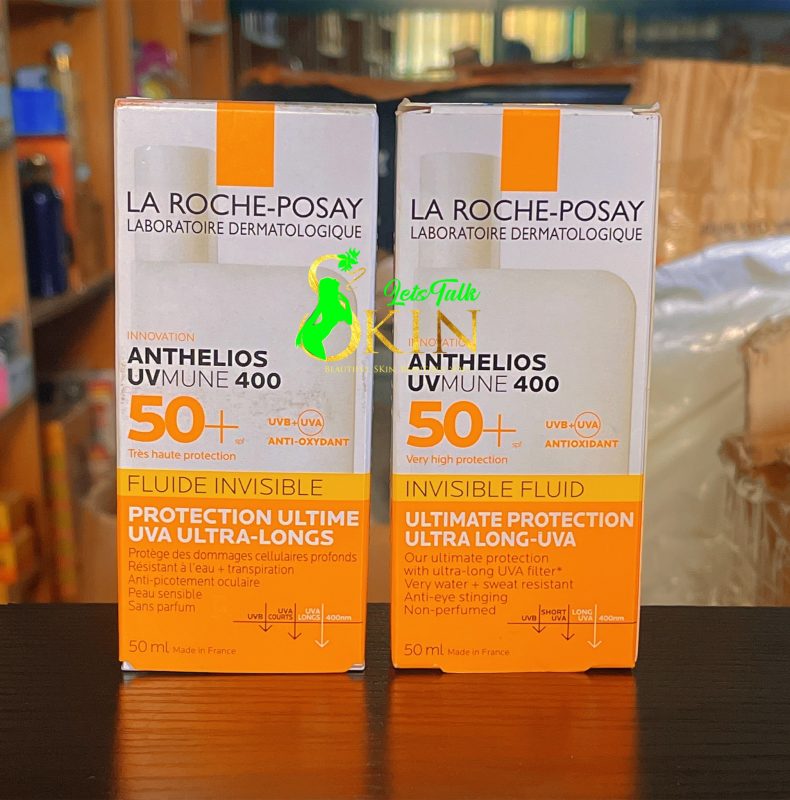 LA ROCHE-POSAY
LABORATOIRE DERMATOLOGIQUE
INNOVATION
ANTHELIOS
UVMUNE 400
50+ spf
Très haute protection
UVB+UVA
ANTI-OXYDANT
FLUIDE INVISIBLE
PROTECTION ULTIME
UVA ULTRA-LONGS
Protège des dommages cellulaires profonds
Résistant à l'eau + transpiration
Anti-picotement oculaire
Peau sensible
Sans parfum
UVB
UVA COURTS
UVA LONGS
400nm
50 ml Made in France
LA ROCHE-POSAY
LABORATOIRE DERMATOLOGIQUE
INNOVATION
ANTHELIOS
UVMUNE 400
50+ spf
Very high protection
UVB+UVA
ANTIOXIDANT
INVISIBLE FLUID
ULTIMATE PROTECTION
ULTRA LONG-UVA
Our ultimate protection
with ultra-long UVA filter*
Very water + sweat resistant
Anti-eye stinging
Non-perfumed
UVB
SHORT UVA
LONG UVA
400nm
50 ml Made in France
Lets Talk
SKIN